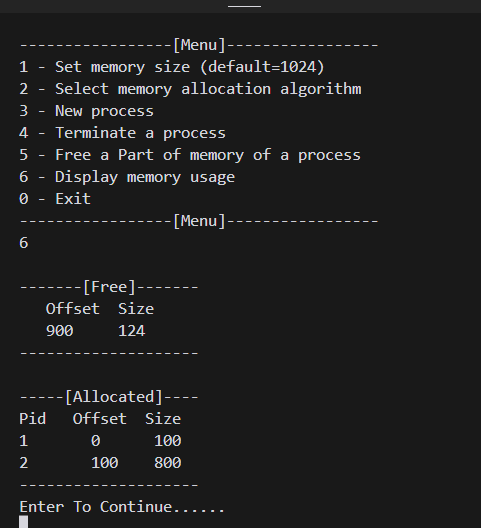 -----------------[Menu]-----------------
1 - Set memory size (default=1024)
2 - Select memory allocation algorithm
3 - New process
4 - Terminate a process
5 - Free a Part of memory of a process
6 - Display memory usage
0 - Exit
-----------------[Menu]-----------------
6
-------[Free]-------
   Offset  Size
   900     124
--------------------
-----[Allocated]----
Pid   Offset  Size
1       0      100
2       100    800
--------------------
Enter To Continue......